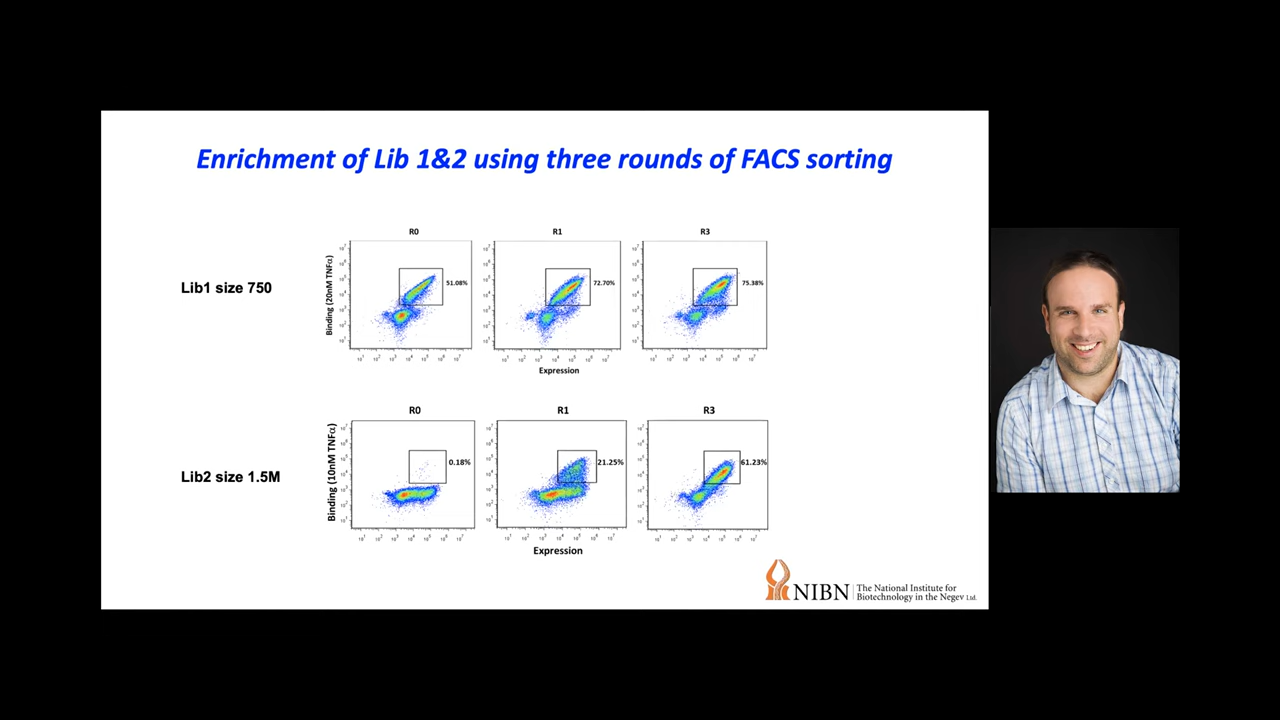 Enrichment of Lib 1&2 using three rounds of FACS sorting
R0
R1
R3
Lib1 size 750
Binding (20nM TNFα)
51.08%
72.70%
75.38%
Expression
R0
R1
R3
Lib2 size 1.5M
Binding (10nM TNFα)
0.18%
21.25%
61.23%
Expression
NIBN
The National Institute for
Biotechnology in the Negev Ltd.